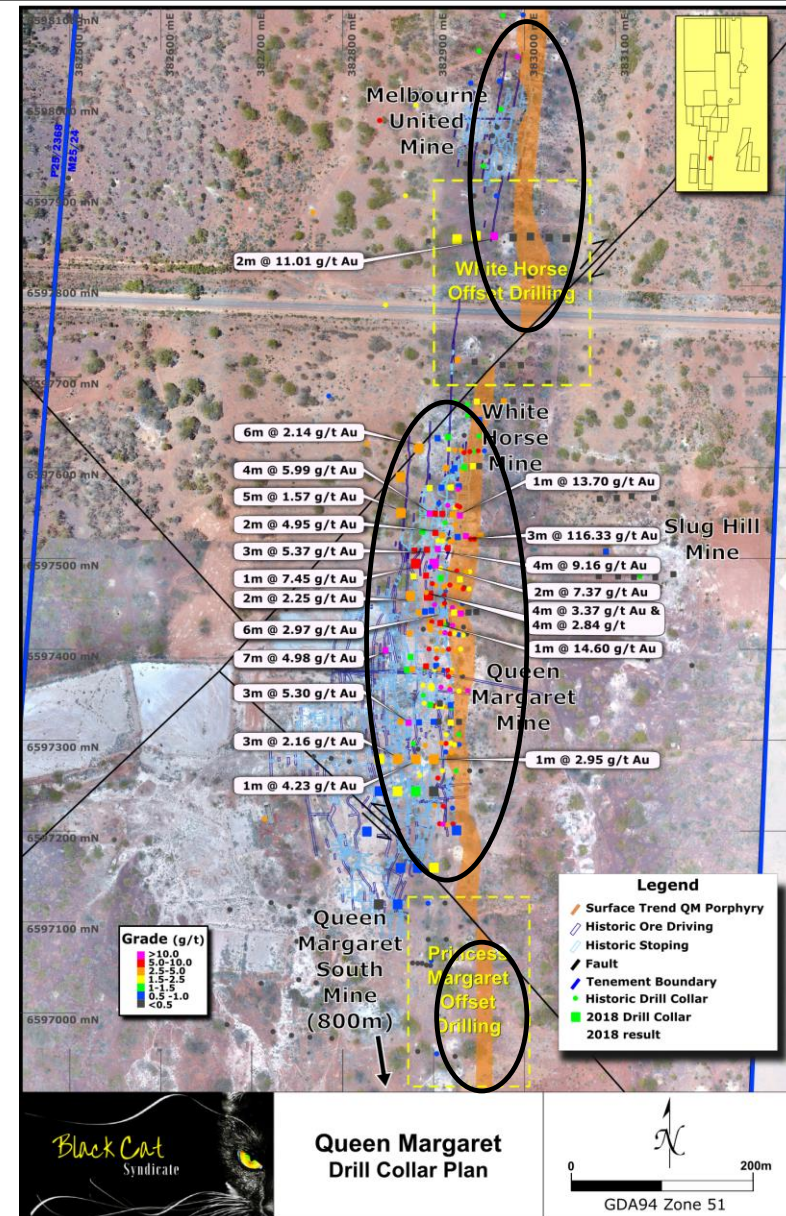 6598100 mN
382500 mE
382600 mE
382700 mE
382800 mE
382900 mE
383000 mE
383100 mE
Melbourne
United
Mine
6598000 mN
P25/2368
M25/24
6597900 mN
2m @ 11.01 g/t Au
White Horse
Offset Drilling
6597800 mN
6597700 mN
White
Horse
Mine
6m @ 2.14 g/t Au
4m @ 5.99 g/t Au
6597600 mN
1m @ 13.70 g/t Au
5m @ 1.57 g/t Au
2m @ 4.95 g/t Au
3m @ 116.33 g/t Au
Slug Hill
Mine
3m @ 5.37 g/t Au
6597500 mN
4m @ 9.16 g/t Au
1m @ 7.45 g/t Au
2m @ 7.37 g/t Au
2m @ 2.25 g/t Au
4m @ 3.37 g/t Au &
4m @ 2.84 g/t
6m @ 2.97 g/t Au
1m @ 14.60 g/t Au
6597400 mN
7m @ 4.98 g/t Au
Queen
Margaret
Mine
3m @ 5.30 g/t Au
6597300 mN
3m @ 2.16 g/t Au
1m @ 2.95 g/t Au
1m @ 4.23 g/t Au
6597200 mN
6597100 mN
Queen
Margaret
South
Mine
(800m)
Princess
Margaret
Offset
Drilling
6597000 mN
Grade (g/t)
>10.0
5.0-10.0
2.5-5.0
1.5-2.5
1-1.5
0.5 -1.0
<0.5
Legend
Surface Trend QM Porphyry
Historic Ore Driving
Historic Stoping
Fault
Tenement Boundary
Historic Drill Collar
2018 Drill Collar
2018 result
Black Cat
Syndicate
Queen Margaret
Drill Collar Plan
N
0 200m
GDA94 Zone 51